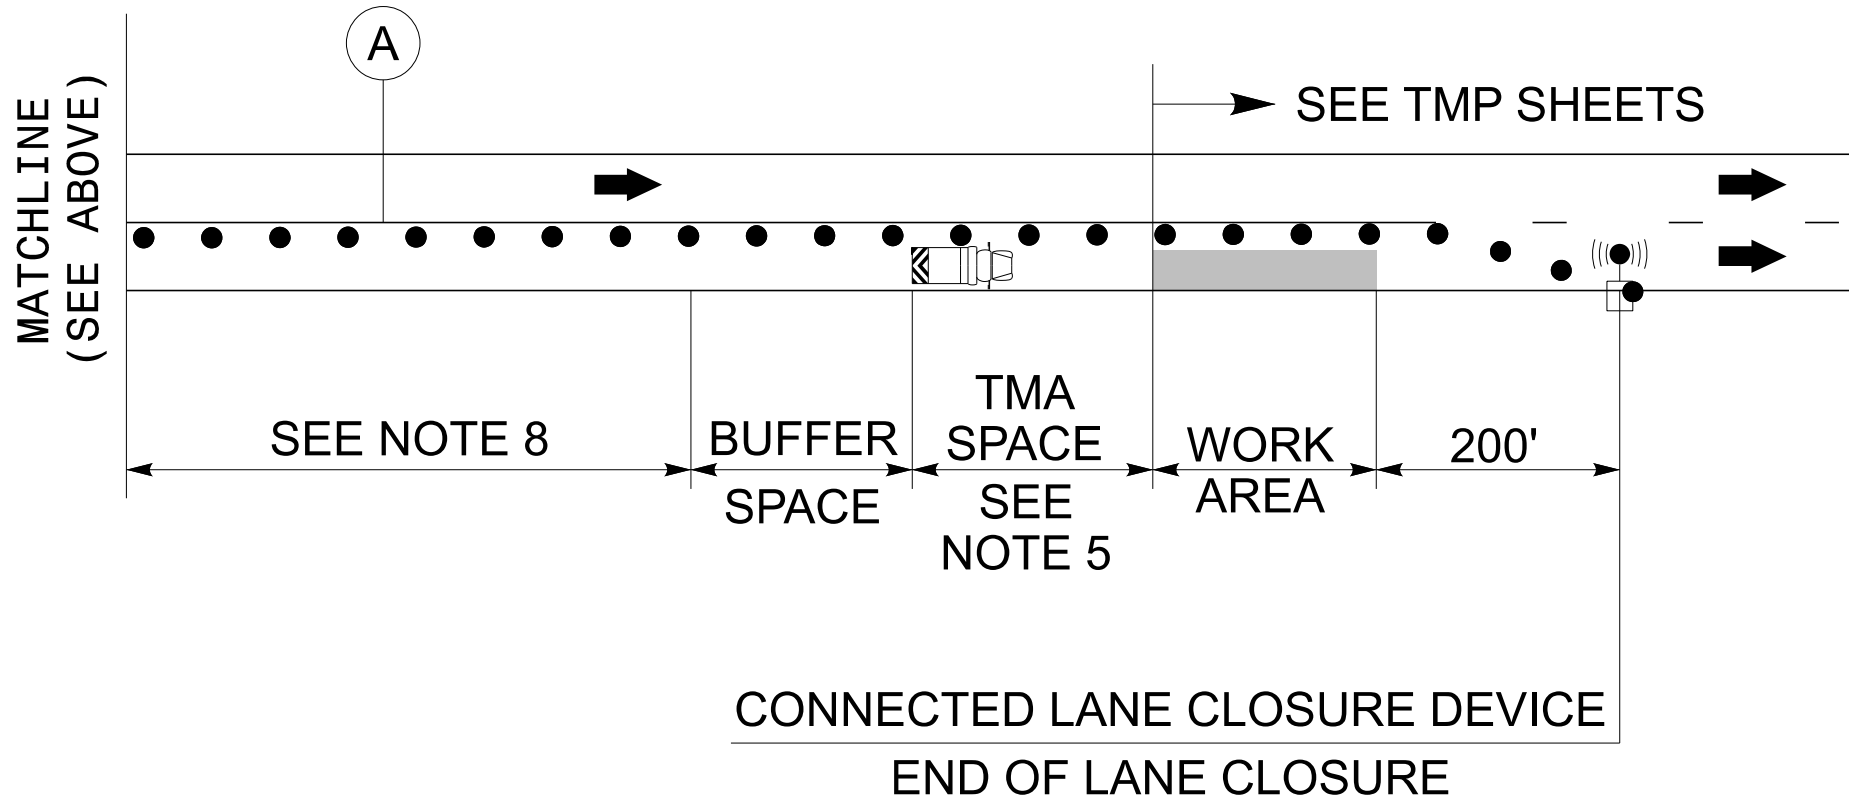 MATCHLINE
(SEE ABOVE)
A
SEE TMP SHEETS
SEE NOTE 8
BUFFER
SPACE
TMA
SPACE
SEE
NOTE 5
WORK
AREA
200'
CONNECTED LANE CLOSURE DEVICE
END OF LANE CLOSURE